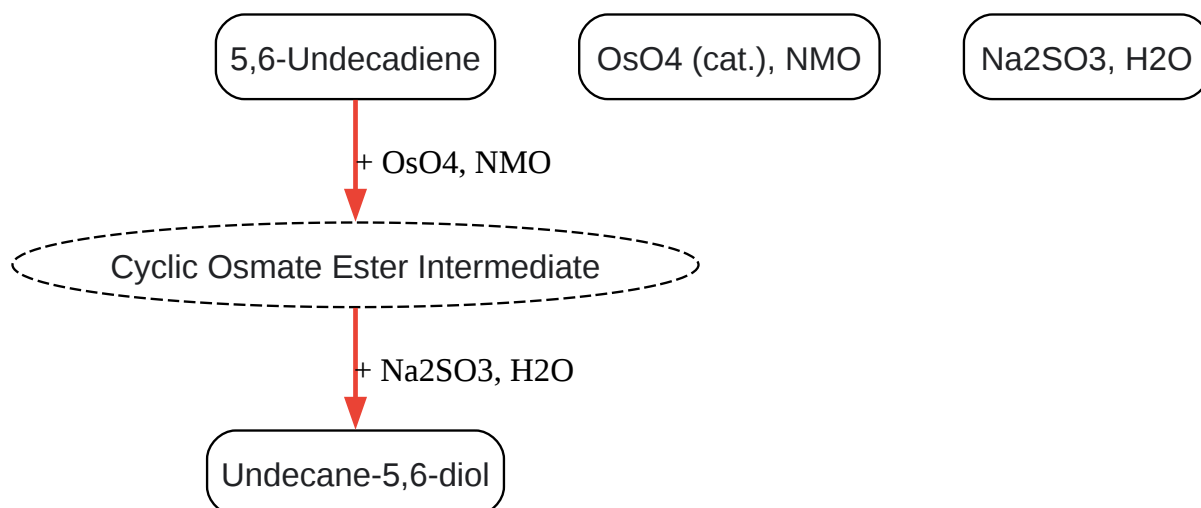 5,6-Undecadiene
OsO4 (cat.), NMO
Na2SO3, H2O
+ OsO4, NMO
Cyclic Osmate Ester Intermediate
+ Na2SO3, H2O
Undecane-5,6-diol